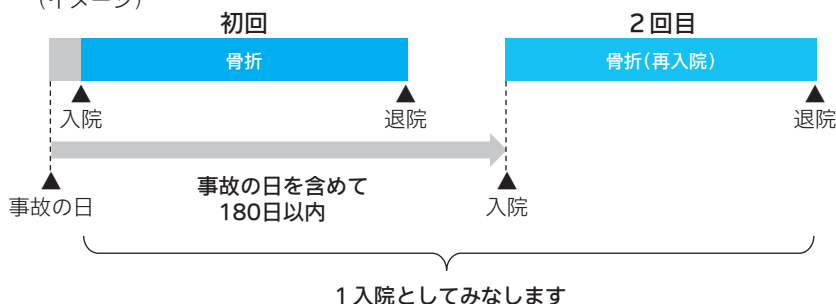 (イメージ)
初回
2回目
骨折
骨折(再入院)
▲
▲
▲
入院
退院
退院
▲
▲
事故の日
事故の日を含めて
180日以内
入院
1入院としてみなします